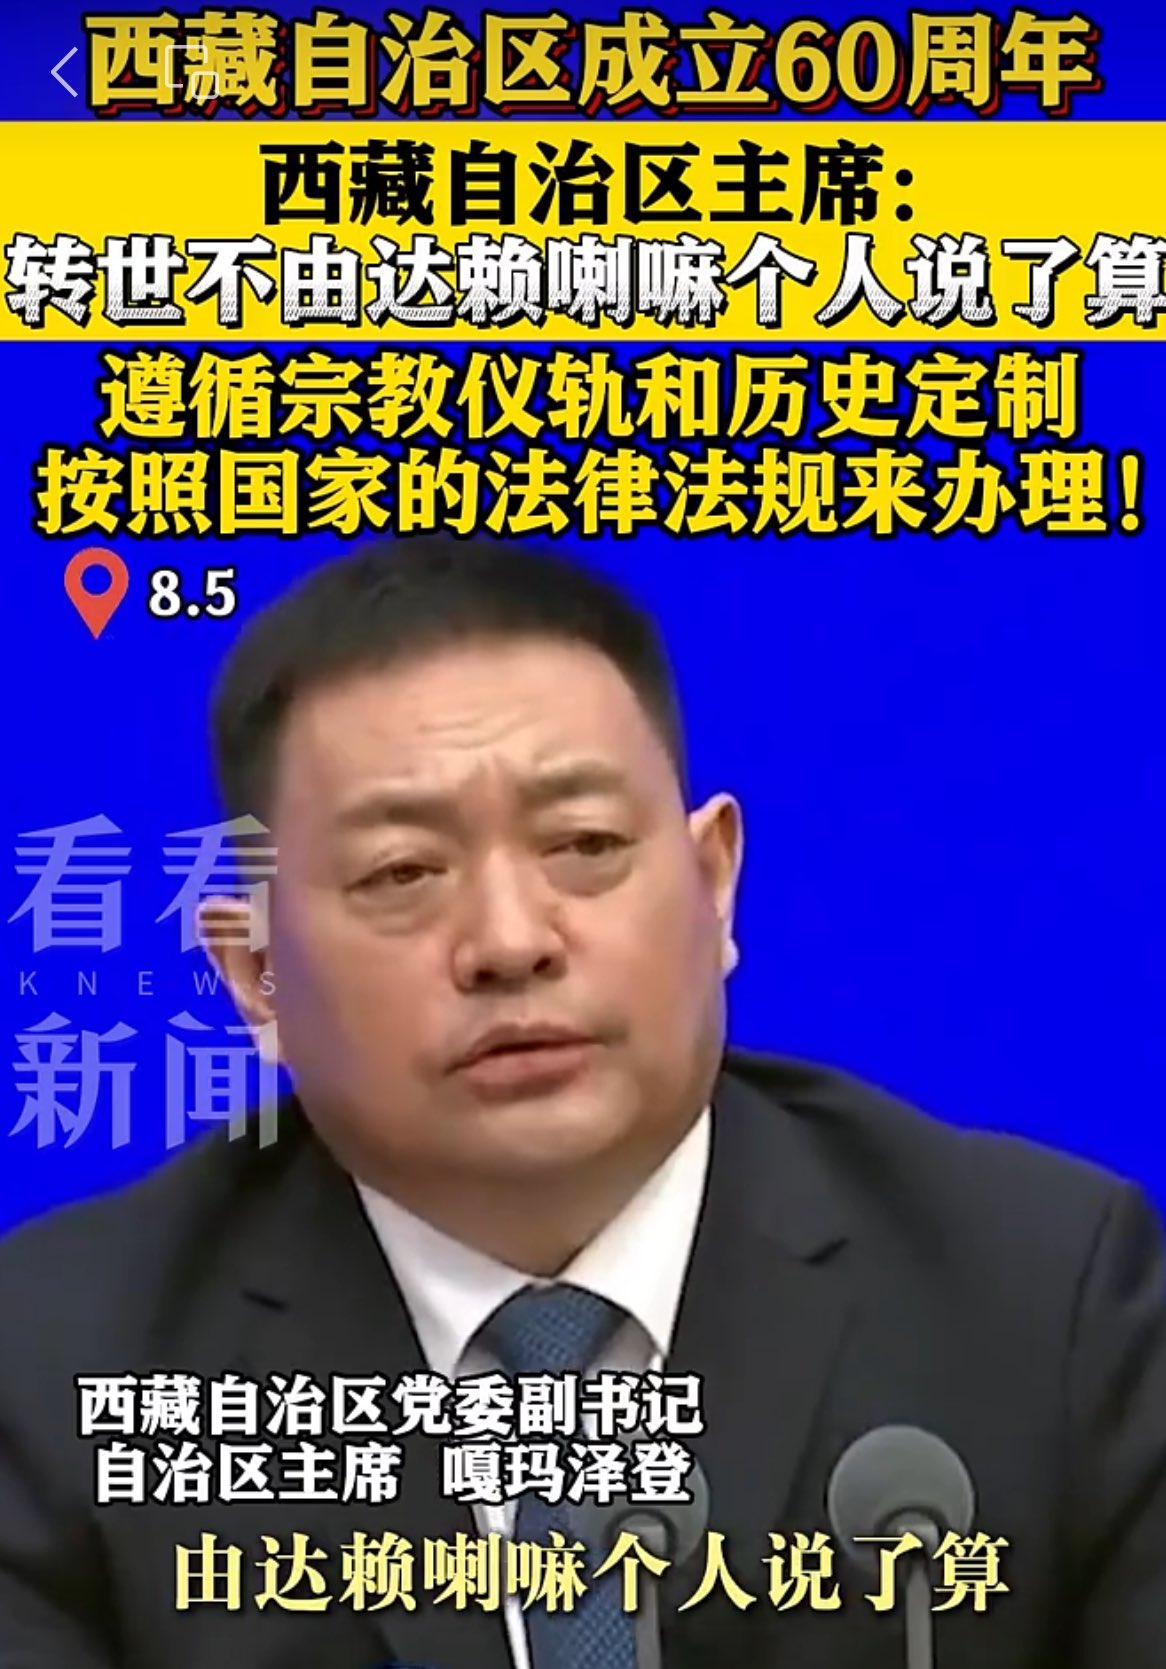 西藏自治区成立60周年
西藏自治区主席:
转世不由达赖喇嘛个人说了算
遵循宗教仪轨和历史定制
按照国家的法律法规来办理!
8.5
看看
KNEWS
新闻
西藏自治区党委副书记
自治区主席 嘎玛泽登
由达赖喇嘛个人说了算